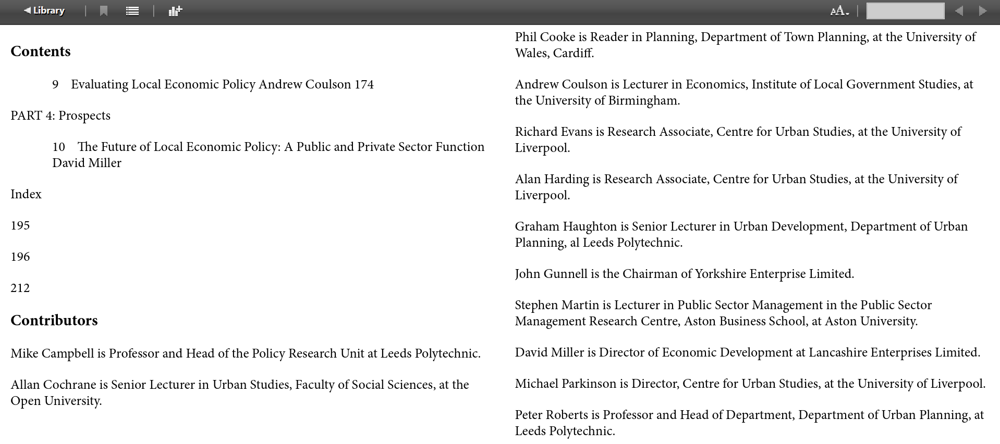 Library
AA
Contents
9 Evaluating Local Economic Policy Andrew Coulson 174
PART 4: Prospects
10 The Future of Local Economic Policy: A Public and Private Sector Function
David Miller
Index
195
196
212
Contributors
Mike Campbell is Professor and Head of the Policy Research Unit at Leeds Polytechnic.
Allan Cochrane is Senior Lecturer in Urban Studies, Faculty of Social Sciences, at the
Open University.
Phil Cooke is Reader in Planning, Department of Town Planning, at the University of
Wales, Cardiff.
Andrew Coulson is Lecturer in Economics, Institute of Local Government Studies, at
the University of Birmingham.
Richard Evans is Research Associate, Centre for Urban Studies, at the University of
Liverpool.
Alan Harding is Research Associate, Centre for Urban Studies, at the University of
Liverpool.
Graham Haughton is Senior Lecturer in Urban Development, Department of Urban
Planning, al Leeds Polytechnic.
John Gunnell is the Chairman of Yorkshire Enterprise Limited.
Stephen Martin is Lecturer in Public Sector Management in the Public Sector
Management Research Centre, Aston Business School, at Aston University.
David Miller is Director of Economic Development at Lancashire Enterprises Limited.
Michael Parkinson is Director, Centre for Urban Studies, at the University of Liverpool.
Peter Roberts is Professor and Head of Department, Department of Urban Planning, at
Leeds Polytechnic.